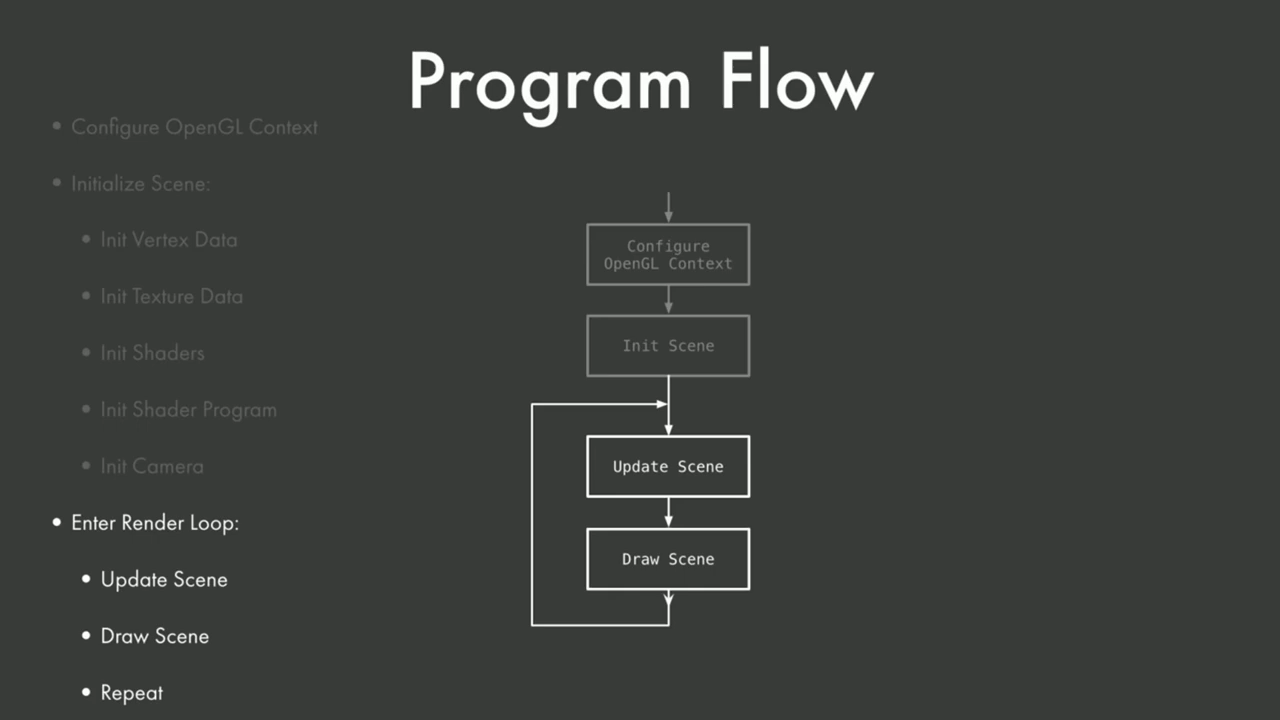 Program Flow
• Configure OpenGL Context
• Initialize Scene:
• Init Vertex Data
• Init Texture Data
• Init Shaders
• Init Shader Program
• Init Camera
• Enter Render Loop:
• Update Scene
• Draw Scene
• Repeat
Configure
OpenGL Context
Init Scene
Update Scene
Draw Scene